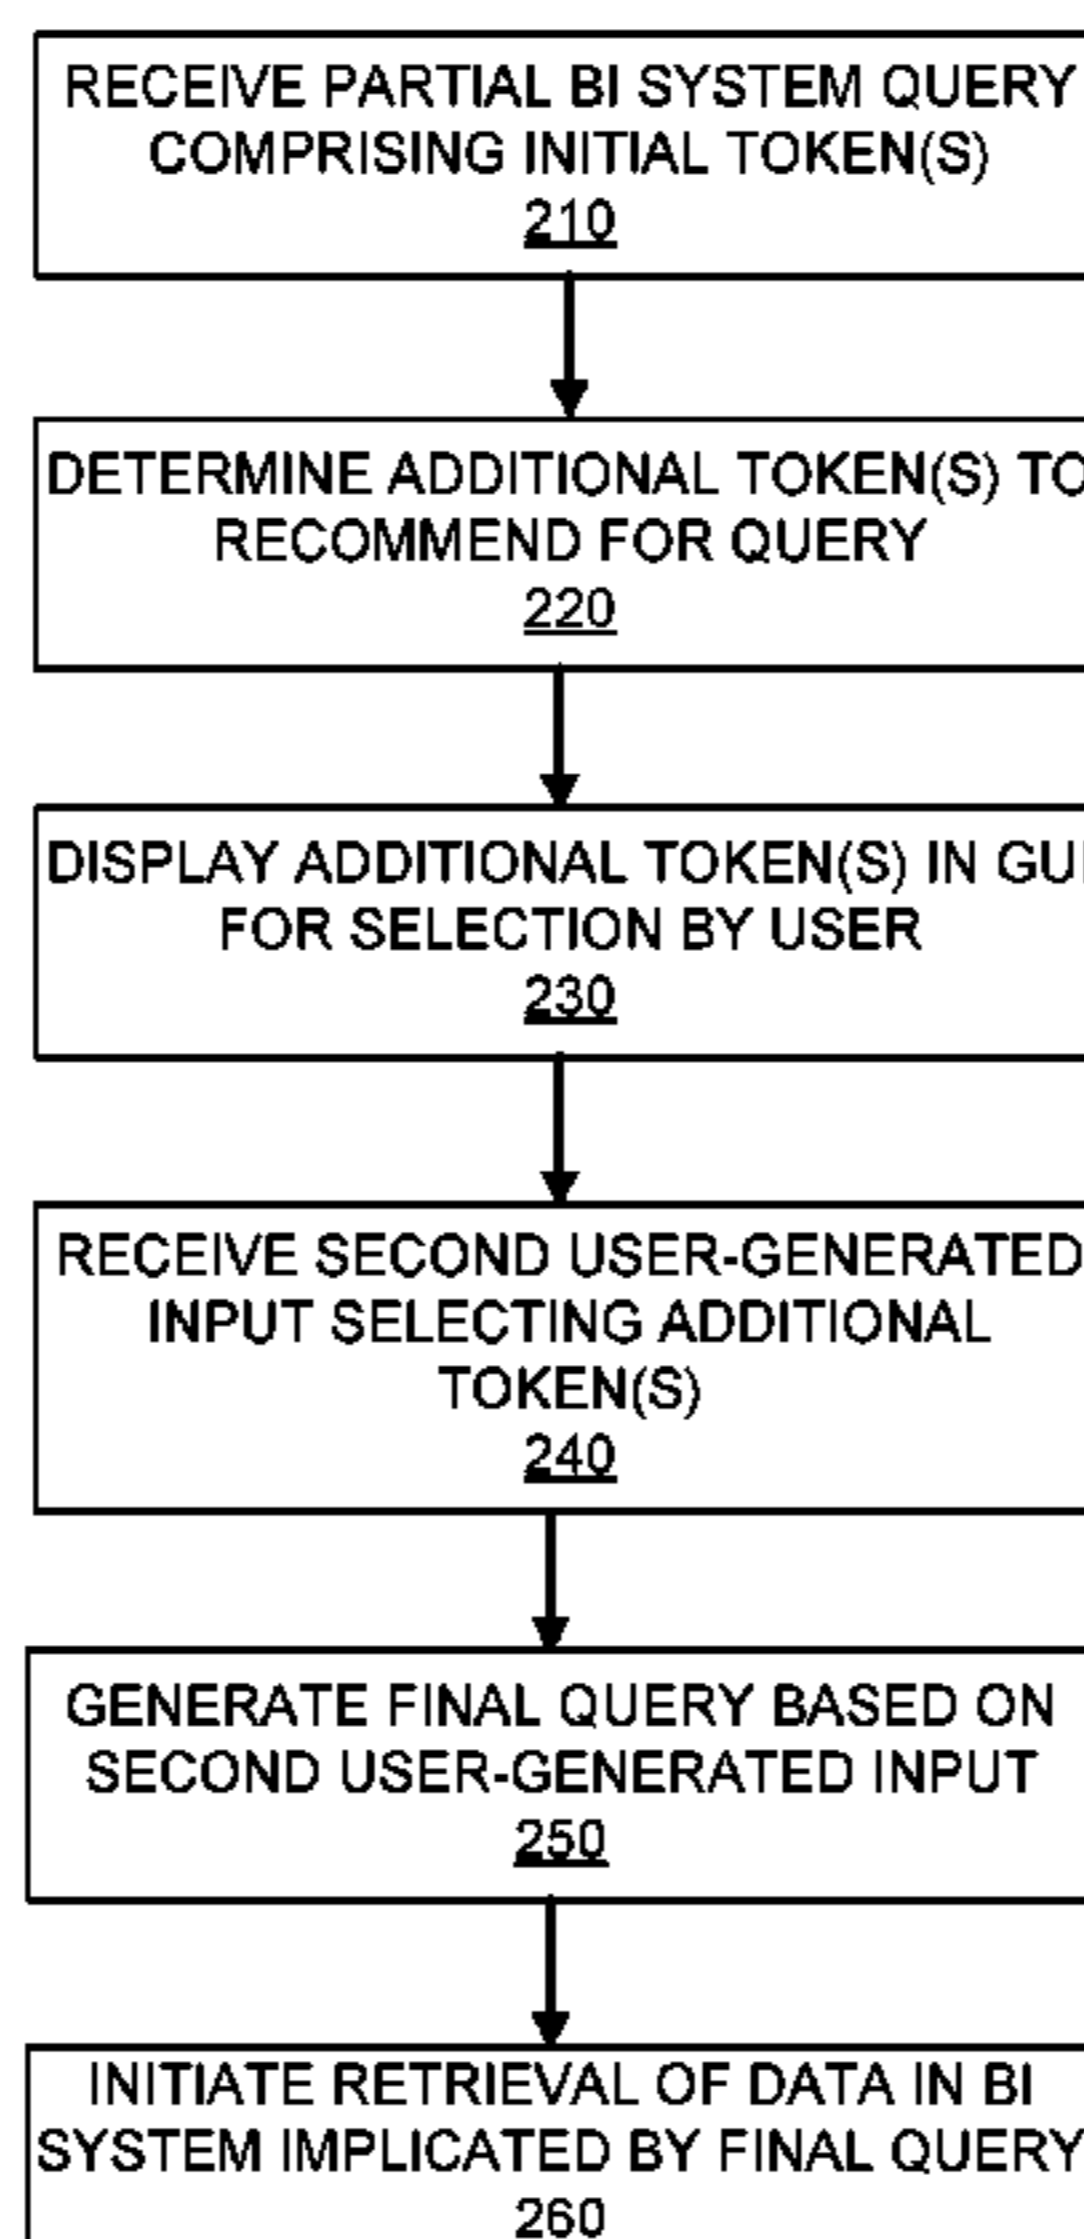 RECEIVE PARTIAL BI SYSTEM QUERY
COMPRISING INITIAL TOKEN(S)
210
DETERMINE ADDITIONAL TOKEN(S) TO
RECOMMEND FOR QUERY
220
DISPLAY ADDITIONAL TOKEN(S) IN GUI
FOR SELECTION BY USER
230
RECEIVE SECOND USER-GENERATED
INPUT SELECTING ADDITIONAL
TOKEN(S)
240
GENERATE FINAL QUERY BASED ON
SECOND USER-GENERATED INPUT
250
INITIATE RETRIEVAL OF DATA IN BI
SYSTEM IMPLICATED BY FINAL QUERY
260